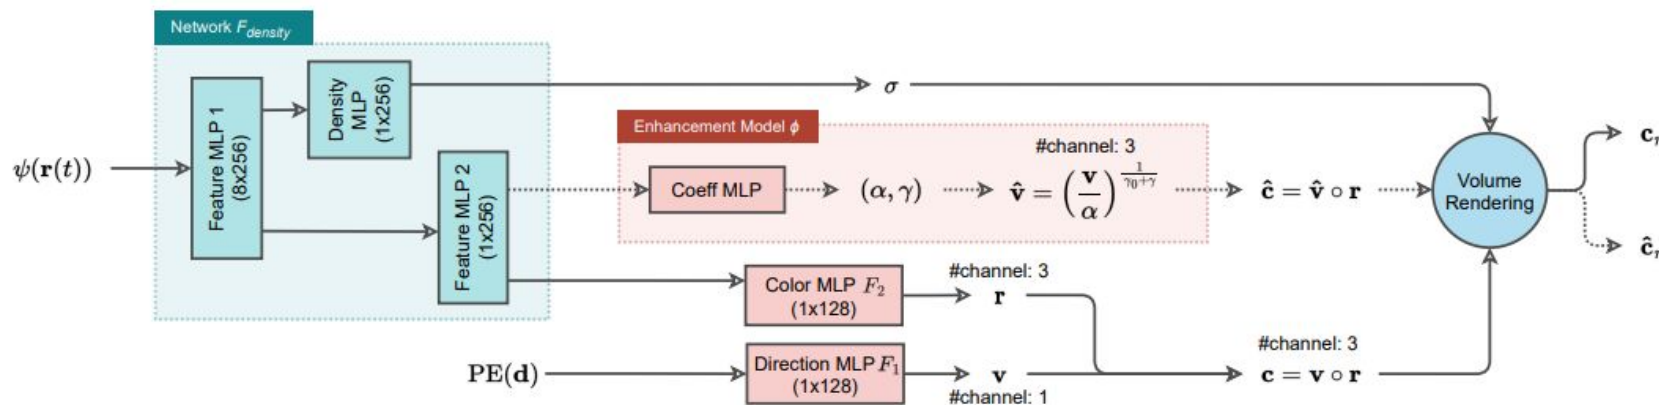 Network F_density
ψ(r(t))
Feature MLP 1
(8x256)
Density
MLP
(1x256)
Feature MLP 2
(1x256)
σ
Enhancement Model ϕ
Coeff MLP
(α, γ)
#channel: 3
v̂ = (v/α)^(1/(γ₀+γ))
ĉ = v̂ ∘ r
Volume
Rendering
c_r
ĉ_r
Color MLP F₂
(1x128)
#channel: 3
r
PE(d)
Direction MLP F₁
(1x128)
v
#channel: 1
#channel: 3
c = v ∘ r